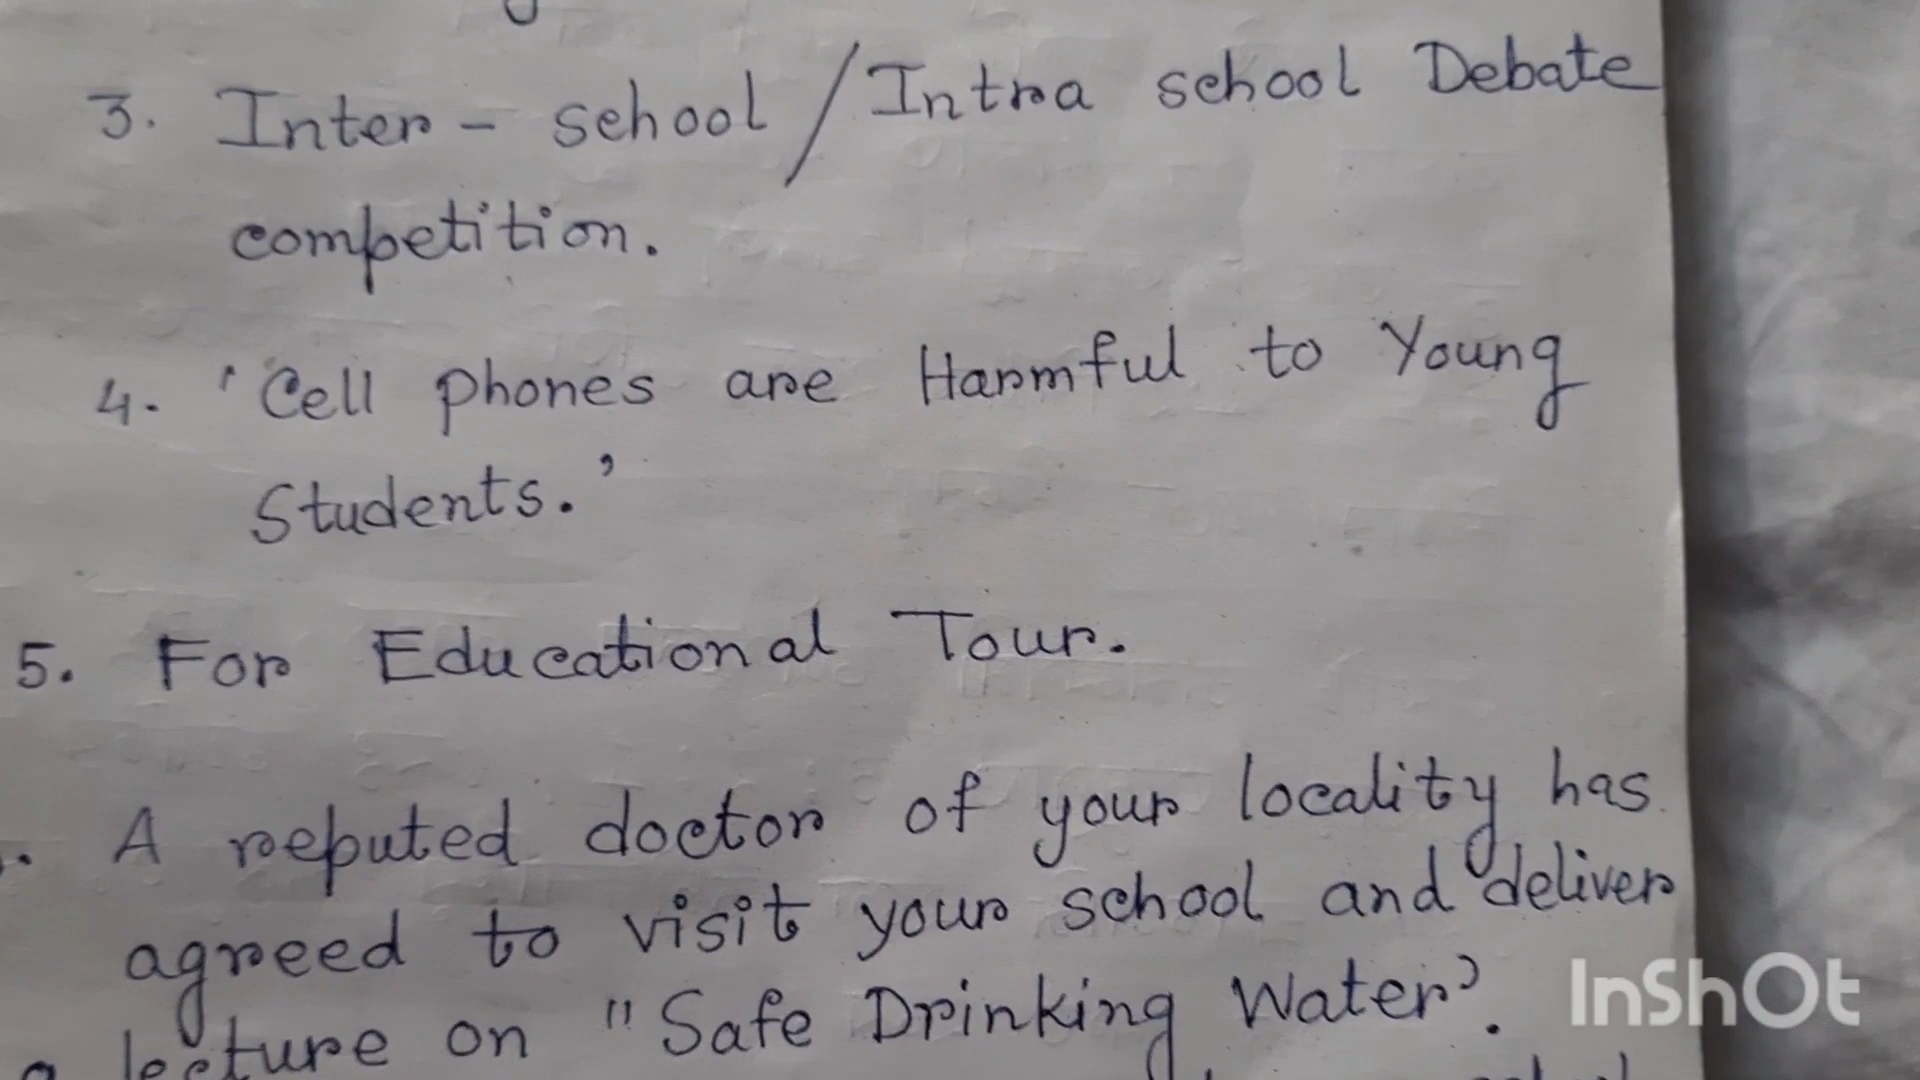 3. Inter - school / Intra school Debate
competition.
4. 'Cell phones are Harmful to Young
Students.'
5. For Educational Tour.
. A reputed doctor of your locality has
agreed to visit your school and deliver
a lecture on "Safe Drinking Water".
InShOt